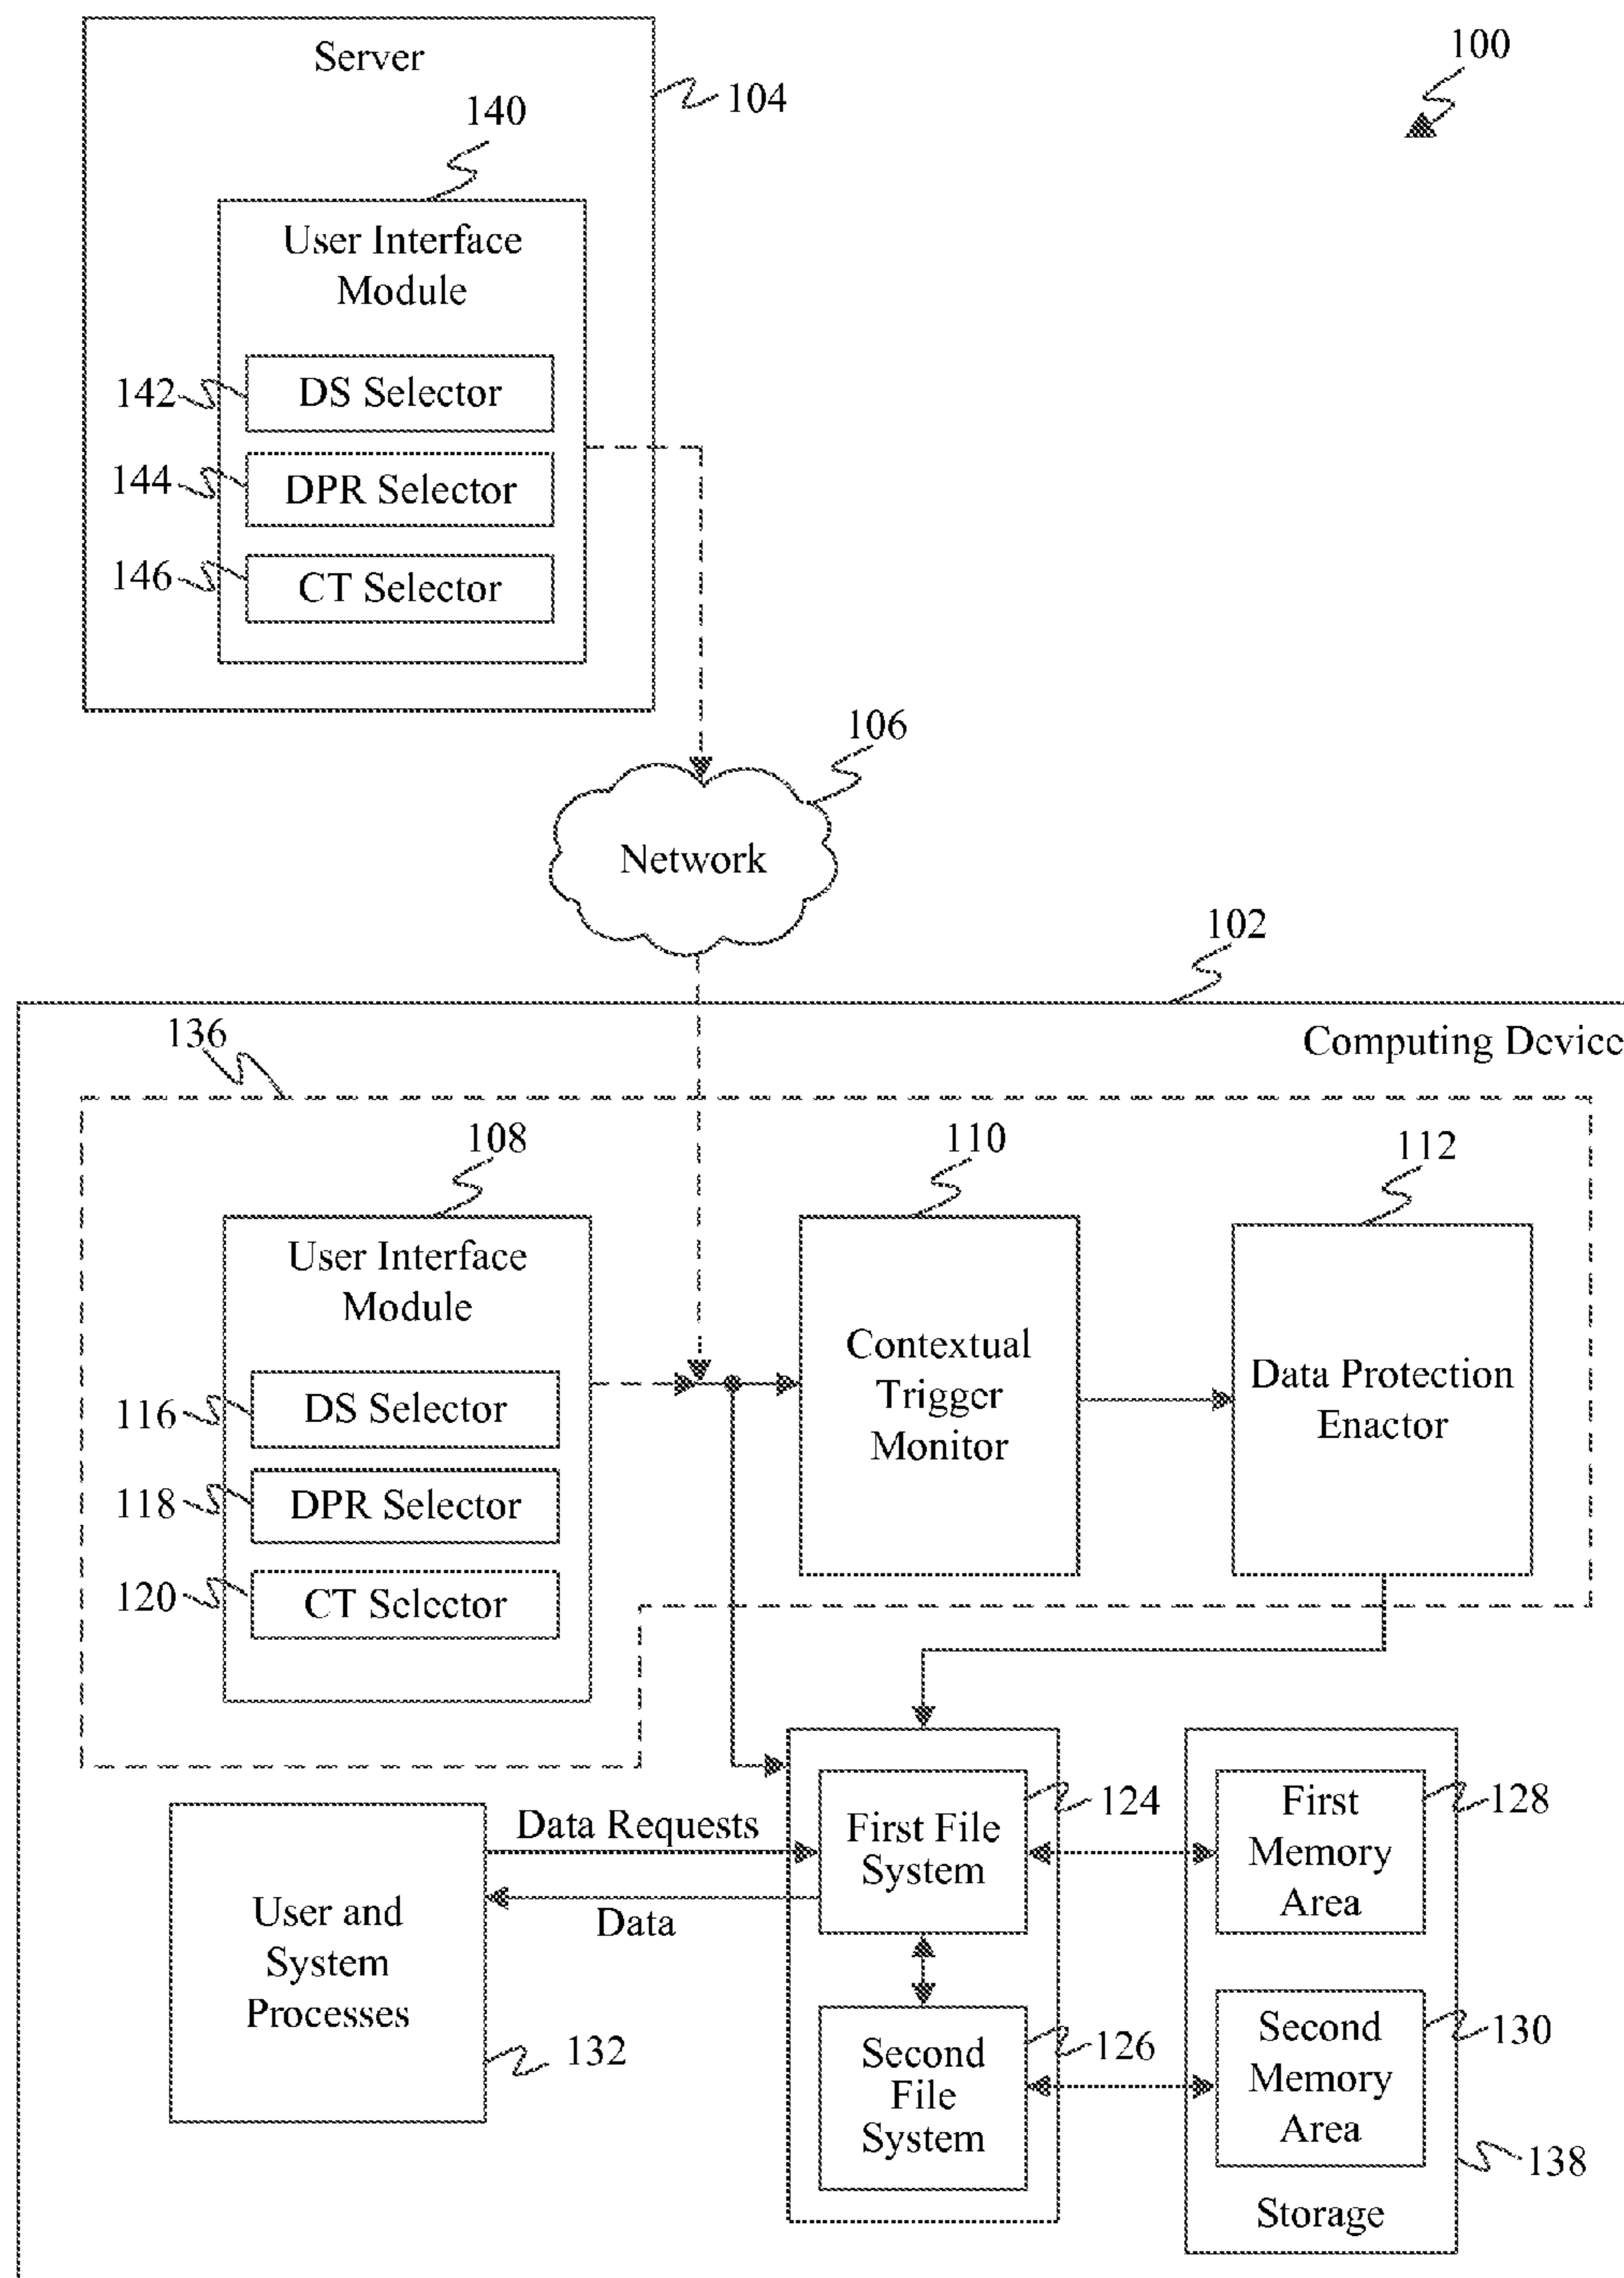 Server
100
104
140
User Interface
Module
142
DS Selector
144
DPR Selector
146
CT Selector
106
Network
102
Computing Device
136
108
110
112
User Interface
Module
Contextual
Trigger
Monitor
Data Protection
Enactor
116
DS Selector
118
DPR Selector
120
CT Selector
Data Requests
First File
System
124
First
Memory
Area
128
User and
System
Processes
Data
132
Second
File
System
126
Second
Memory
Area
130
138
Storage